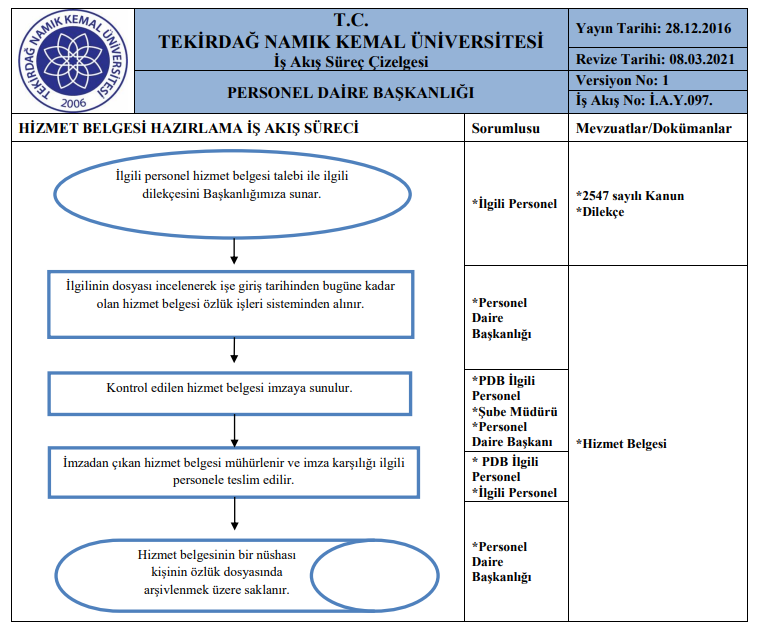 TEKİRDAĞ NAMIK KEMAL ÜNİVERSİTESİ
2006
T.C.
TEKİRDAĞ NAMIK KEMAL ÜNİVERSİTESİ
İş Akış Süreç Çizelgesi
PERSONEL DAİRE BAŞKANLIĞI
Yayın Tarihi: 28.12.2016
Revize Tarihi: 08.03.2021
Versiyon No: 1
İş Akış No: İ.A.Y.097.
HİZMET BELGESİ HAZIRLAMA İŞ AKIŞ SÜRECİ
Sorumlusu
Mevzuatlar/Dokümanlar
İlgili personel hizmet belgesi talebi ile ilgili
dilekçesini Başkanlığımıza sunar.
*İlgili Personel
*2547 sayılı Kanun
*Dilekçe
İlgilinin dosyası incelenerek işe giriş tarihinden bugüne kadar
olan hizmet belgesi özlük işleri sisteminden alınır.
*Personel
Daire
Başkanlığı
Kontrol edilen hizmet belgesi imzaya sunulur.
*PDB İlgili
Personel
*Şube Müdürü
*Personel
Daire Başkanı
*Hizmet Belgesi
İmzadan çıkan hizmet belgesi mühürlenir ve imza karşılığı ilgili
personele teslim edilir.
* PDB İlgili
Personel
*İlgili Personel
Hizmet belgesinin bir nüshası
kişinin özlük dosyasında
arşivlenmek üzere saklanır.
*Personel
Daire
Başkanlığı